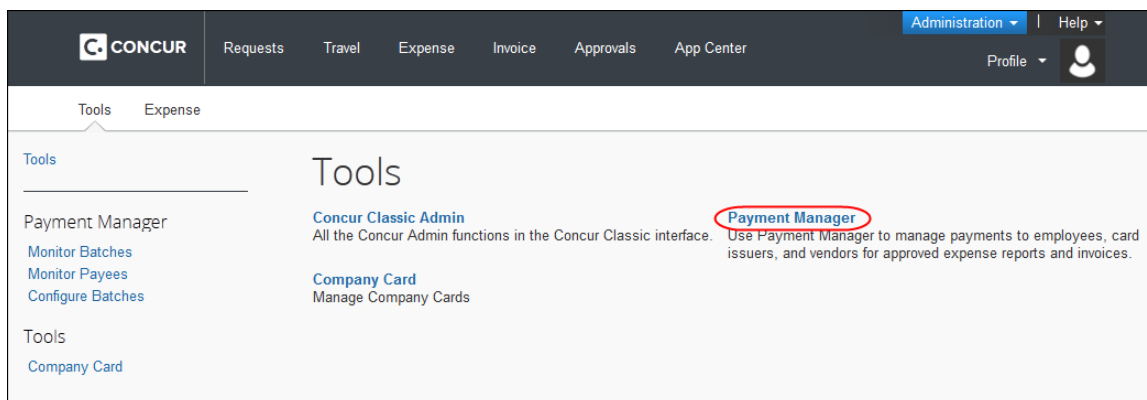 Administration | Help
C. CONCUR Requests Travel Expense Invoice Approvals App Center
Profile
Tools Expense
Tools
Tools
Payment Manager
Monitor Batches
Monitor Payees
Configure Batches
Tools
Company Card
Concur Classic Admin
All the Concur Admin functions in the Concur Classic interface.
Company Card
Manage Company Cards
Payment Manager
Use Payment Manager to manage payments to employees, card
issuers, and vendors for approved expense reports and invoices.